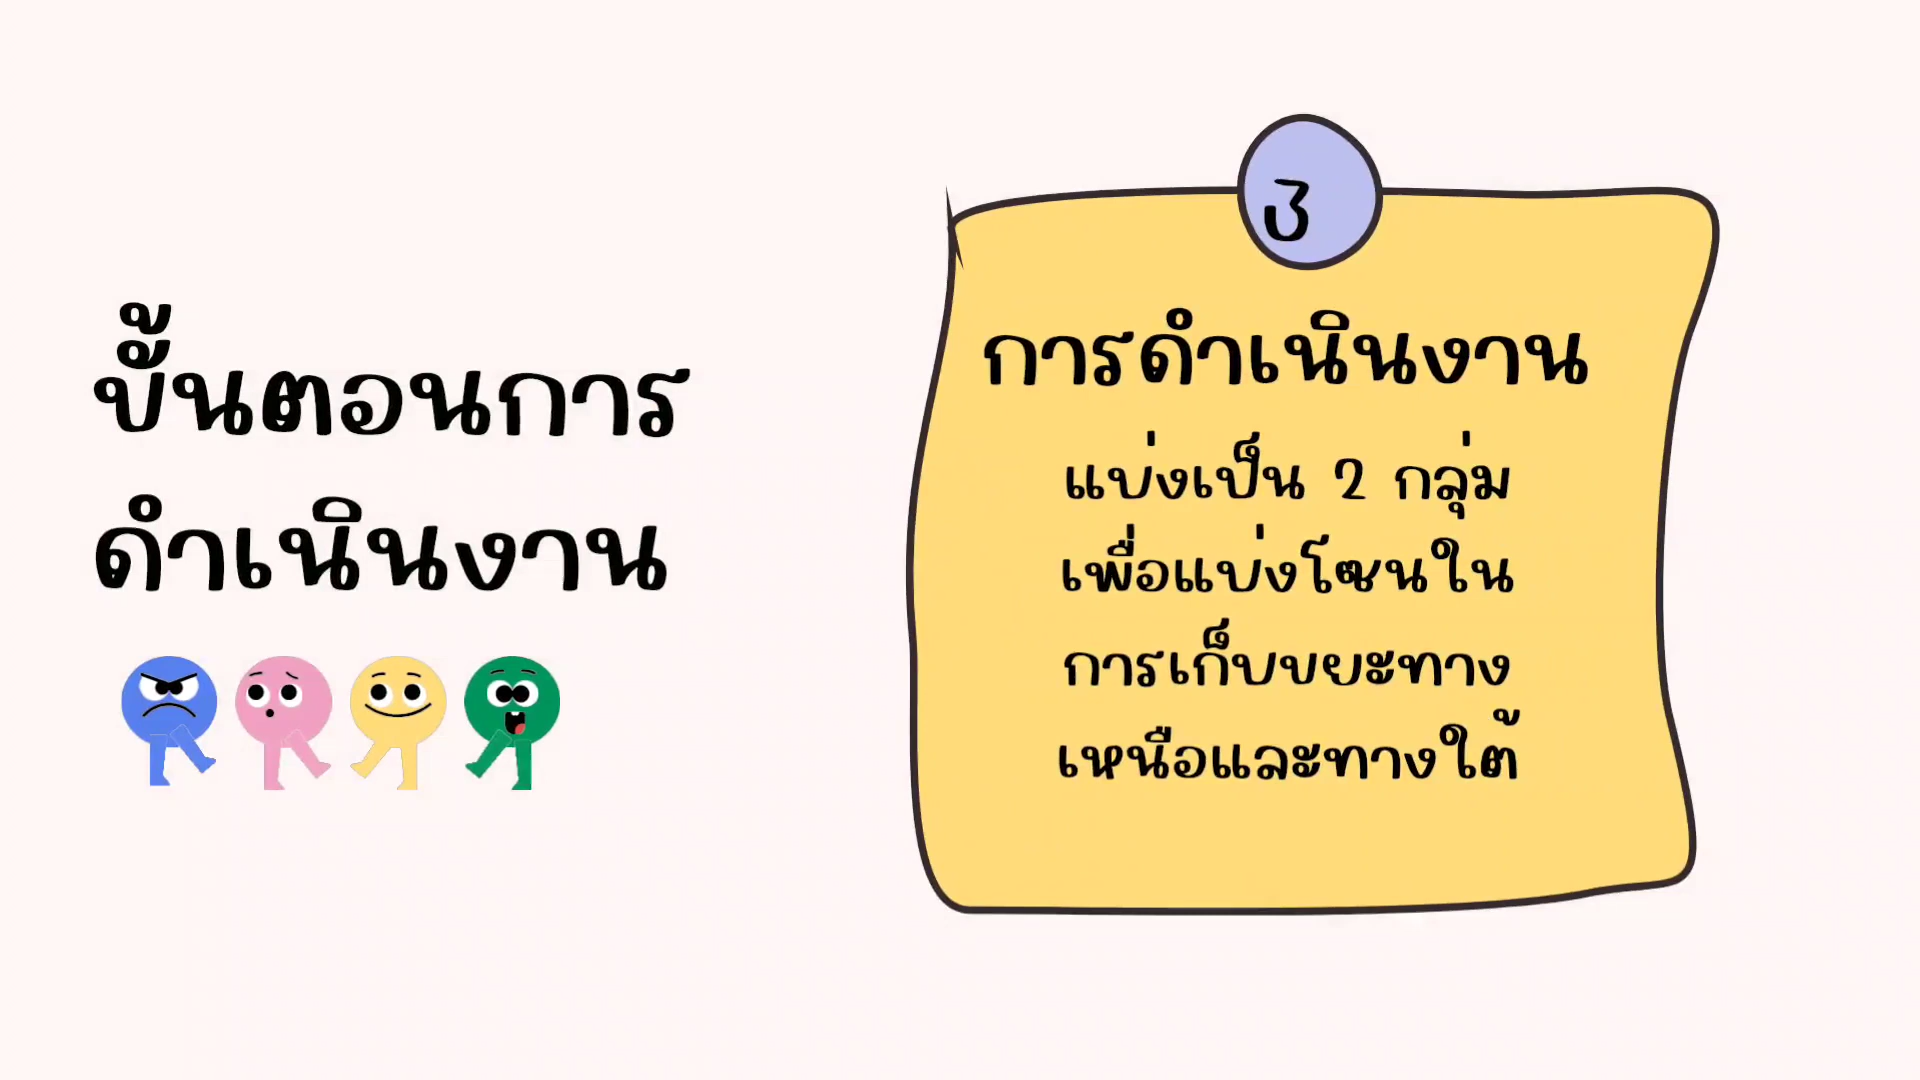 ขั้นตอนการ
ดำเนินงาน
3
การดำเนินงาน
แบ่งเป็น 2 กลุ่ม
เพื่อแบ่งโซนใน
การเก็บขยะทาง
เหนือและทางใต้